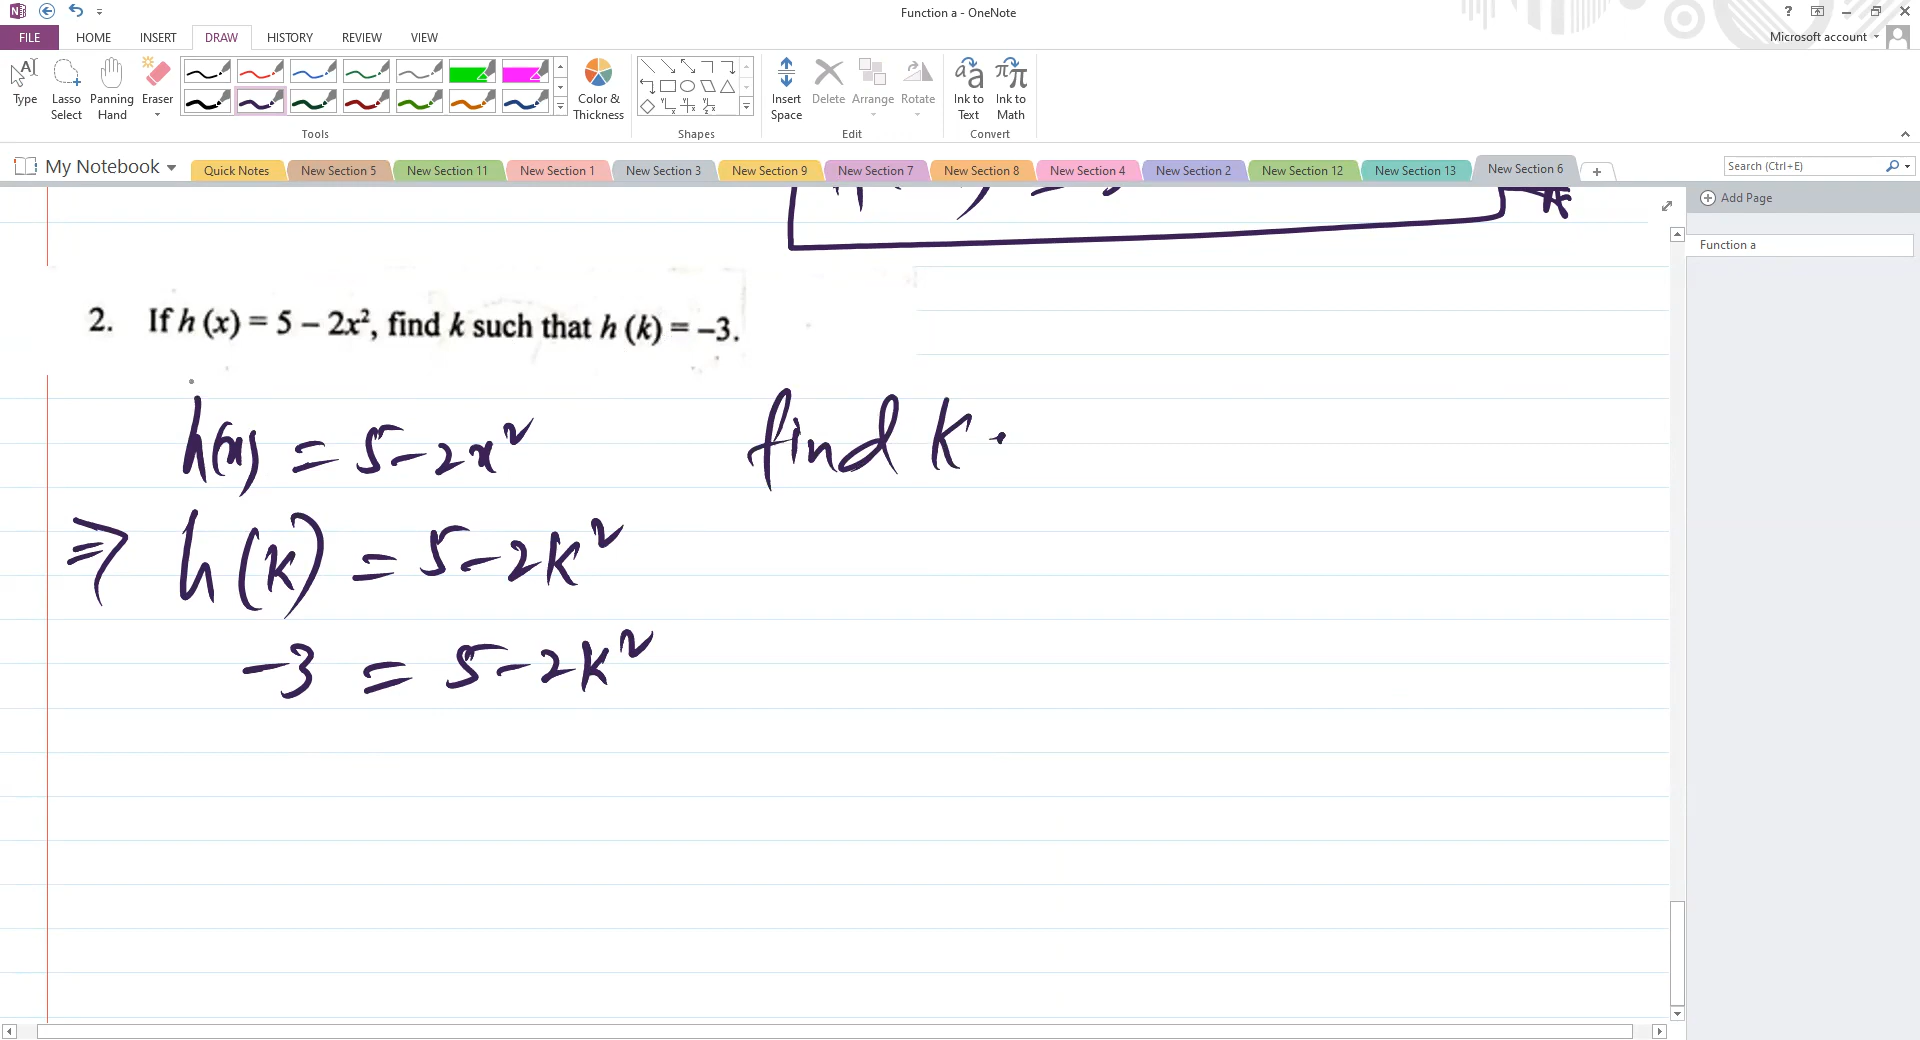 Function a - OneNote
FILE HOME INSERT DRAW HISTORY REVIEW VIEW
Microsoft account
Type
Lasso Select
Panning Hand
Eraser
Color & Thickness
Insert Space
Delete
Arrange
Rotate
Ink to Text
Ink to Math
Tools Shapes Edit Convert
My Notebook Quick Notes New Section 5 New Section 11 New Section 1 New Section 3 New Section 9 New Section 7 New Section 8 New Section 4 New Section 2 New Section 12 New Section 13 New Section 6
Search (Ctrl+E)
Add Page
Function a
2. If h (x) = 5 – 2x², find k such that h (k) = –3.
h(x) = 5-2x² find k.
⇒ h(k) = 5-2k²
-3 = 5-2k²